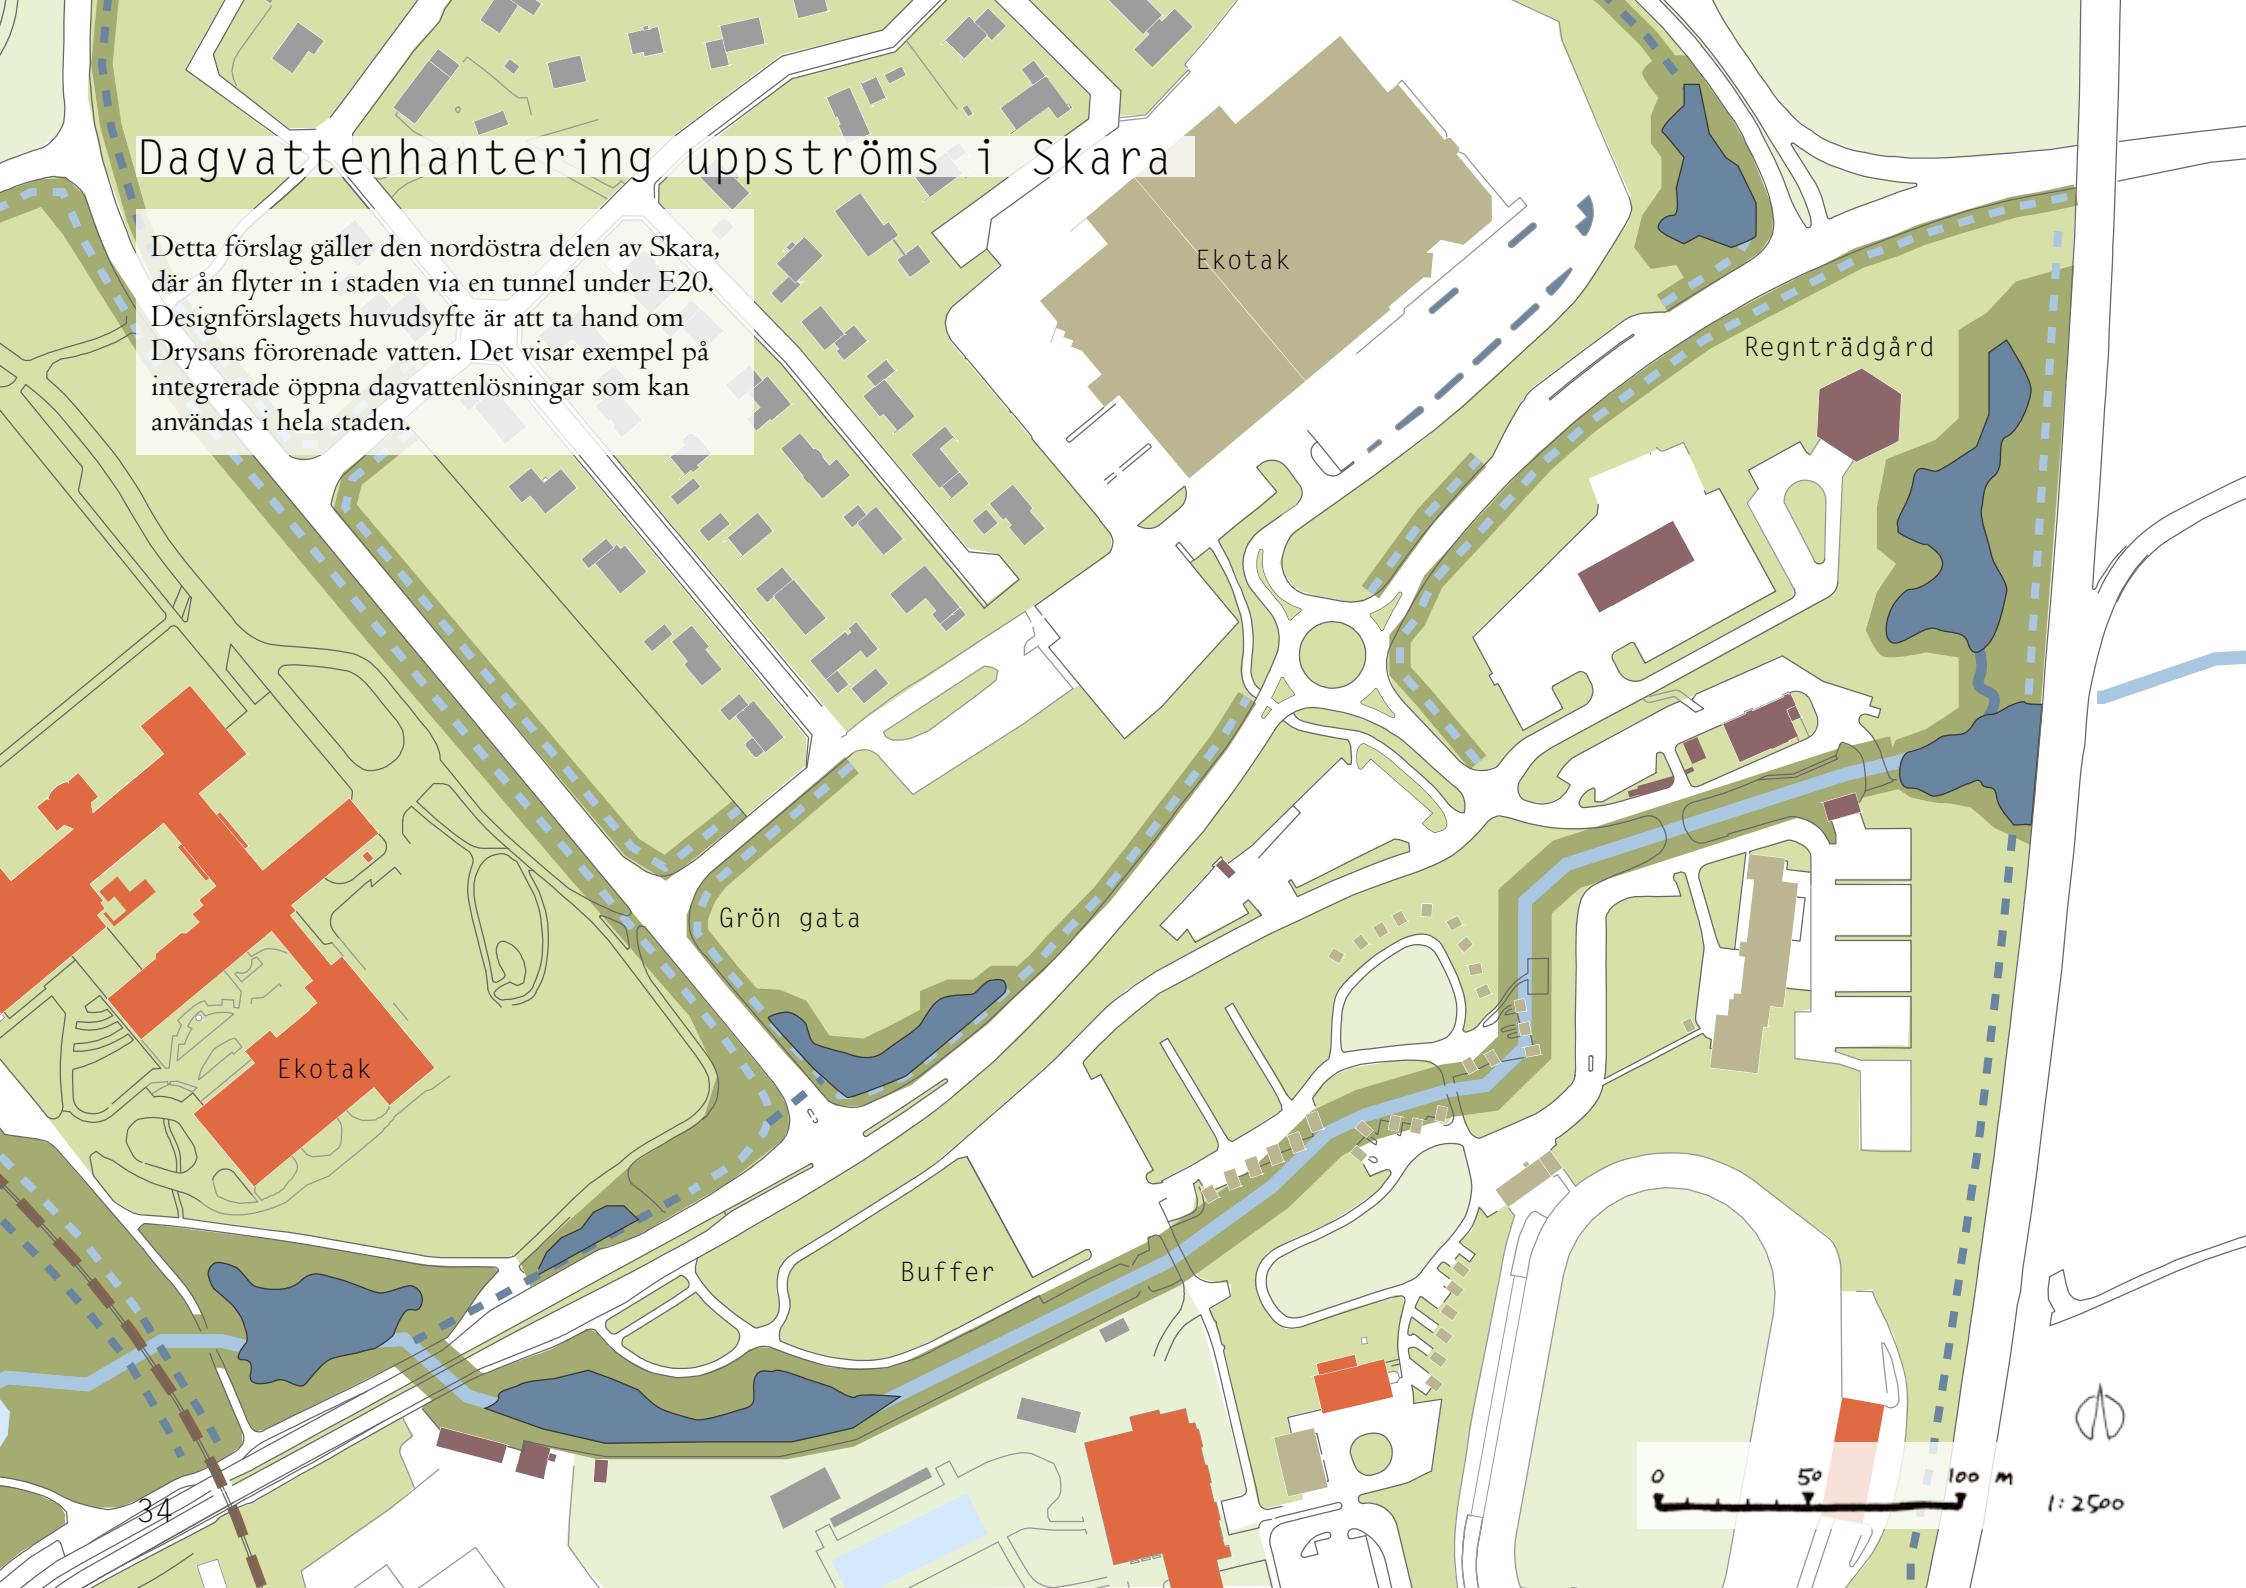 Dagvattenhantering uppströms i Skara
Detta förslag gäller den nordöstra delen av Skara,
där ån flyter in i staden via en tunnel under E20.
Designförslagets huvudsyfte är att ta hand om
Drysans förorenade vatten. Det visar exempel på
integrerade öppna dagvattenlösningar som kan
användas i hela staden.
Ekotak
Regnträdgård
Grön gata
Ekotak
Buffer
0 50 100 m
1:2500
34